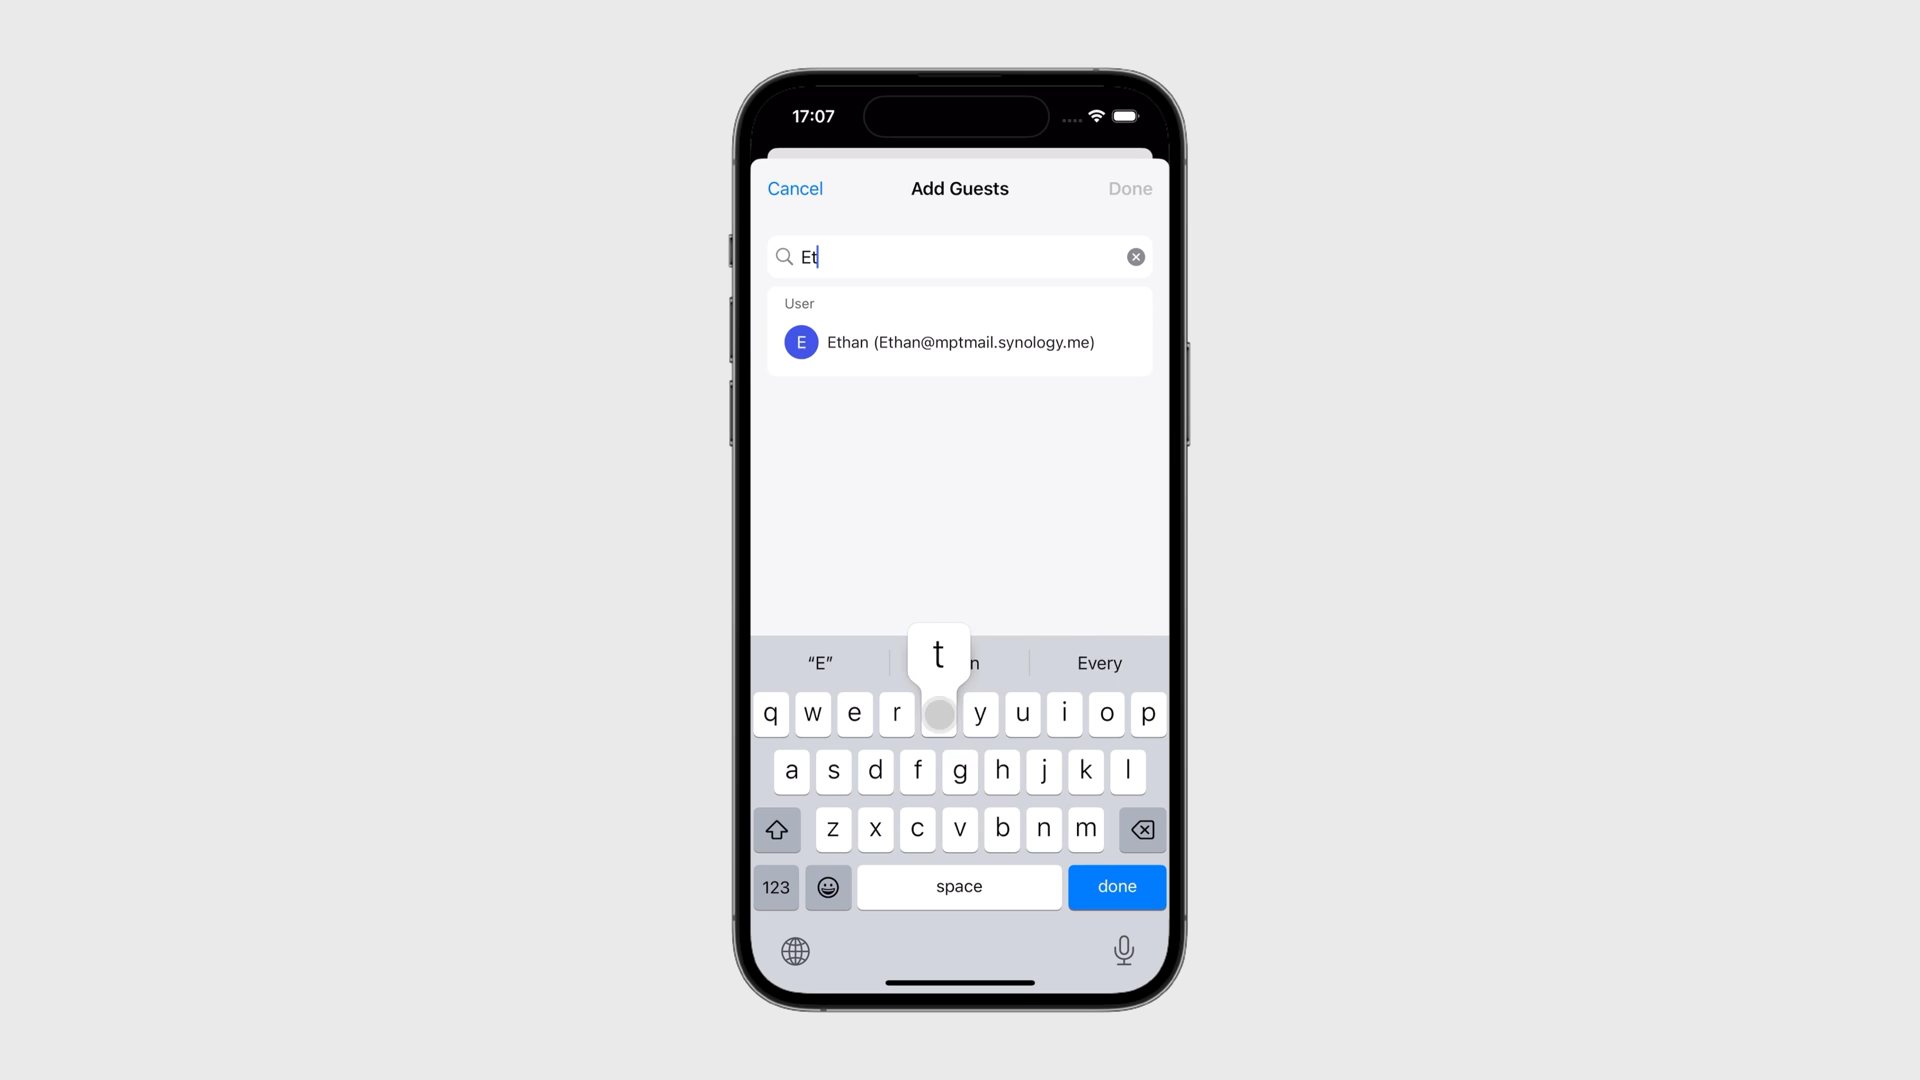 17:07
Cancel Add Guests Done
Et
User
E Ethan (Ethan@mptmail.synology.me)
“E” Every
t
q w e r y u i o p
a s d f g h j k l
z x c v b n m
123 space done